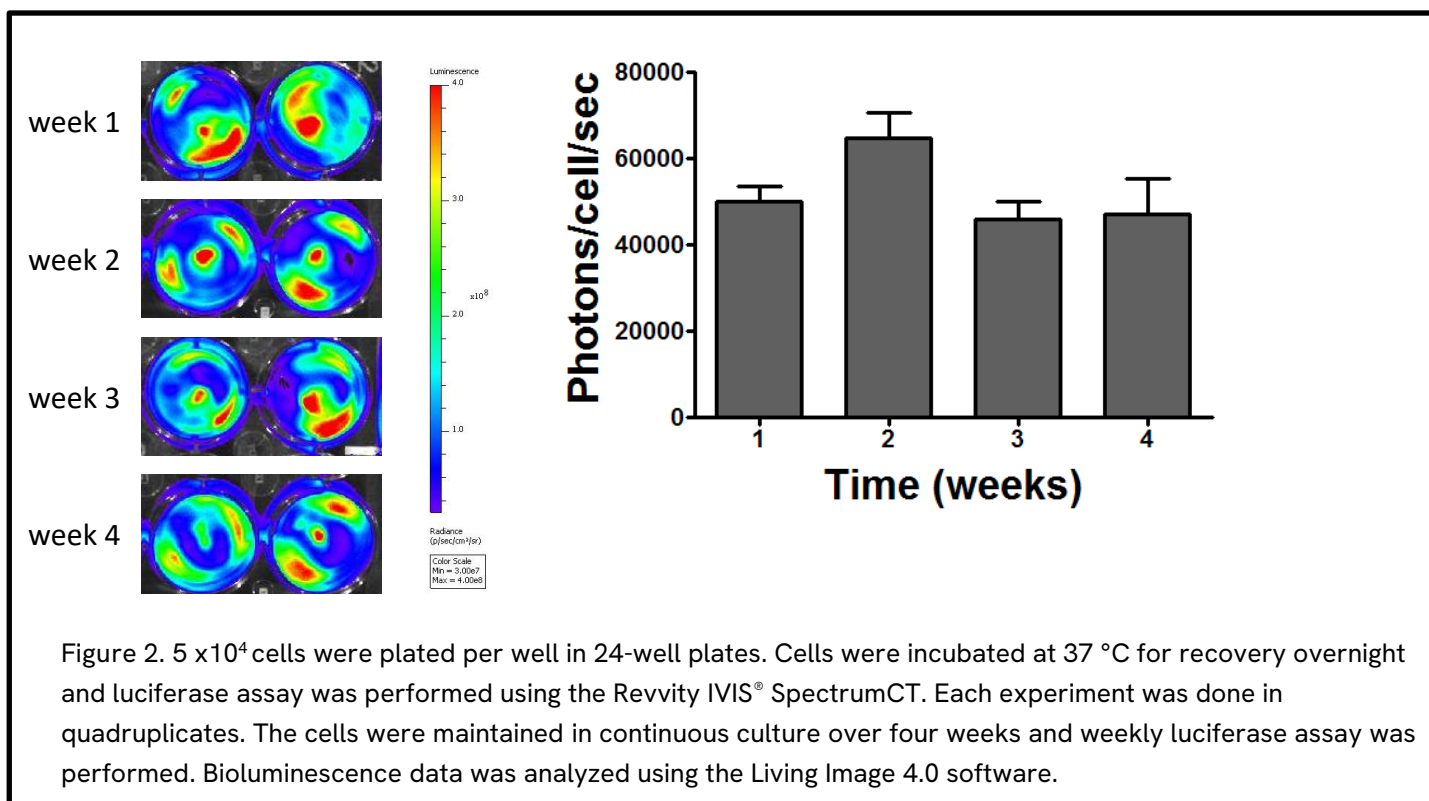 week 1
week 2
week 3
week 4
Luminescence
4.0
3.0
x10⁸
2.0
1.0
Radiance
(p/sec/cm²/sr)
Color Scale
Min = 3.00e7
Max = 4.00e8
Photons/cell/sec
80000
60000
40000
20000
0
1 2 3 4
Time (weeks)
Figure 2. 5 x10⁴ cells were plated per well in 24-well plates. Cells were incubated at 37 °C for recovery overnight
and luciferase assay was performed using the Revvity IVIS® SpectrumCT. Each experiment was done in
quadruplicates. The cells were maintained in continuous culture over four weeks and weekly luciferase assay was
performed. Bioluminescence data was analyzed using the Living Image 4.0 software.